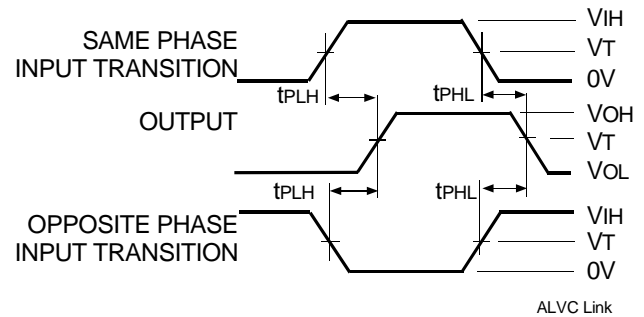 SAME PHASE
INPUT TRANSITION
VIH
VT
0V
tPLH
tPHL
OUTPUT
VOH
VT
VOL
tPLH
tPHL
OPPOSITE PHASE
INPUT TRANSITION
VIH
VT
0V
ALVC Link